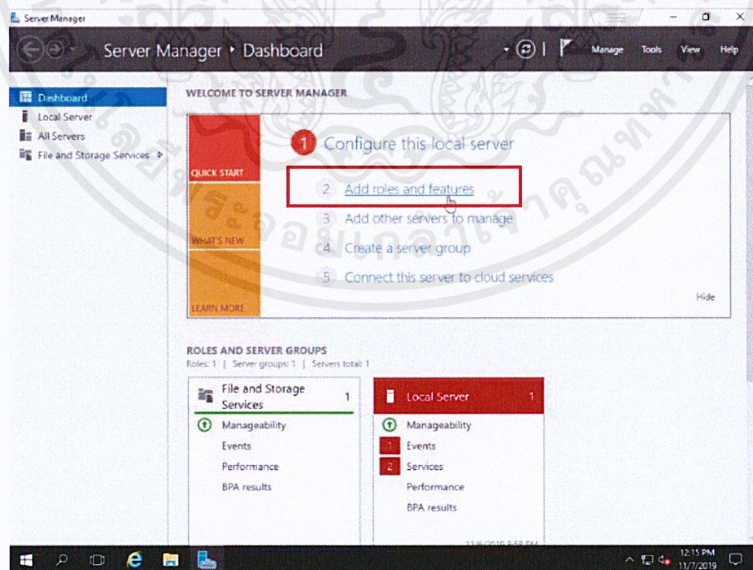 Server Manager
Server Manager • Dashboard
Manage Tools View Help
Dashboard
Local Server
All Servers
File and Storage Services
WELCOME TO SERVER MANAGER
QUICK START
WHAT'S NEW
LEARN MORE
1 Configure this local server
2 Add roles and features
3 Add other servers to manage
4 Create a server group
5 Connect this server to cloud services
Hide
ROLES AND SERVER GROUPS
Roles: 1 | Server groups: 1 | Servers total: 1
File and Storage Services 1
Manageability
Events
Performance
BPA results
Local Server 1
Manageability
1 Events
2 Services
Performance
BPA results
12:15 PM
11/7/2019